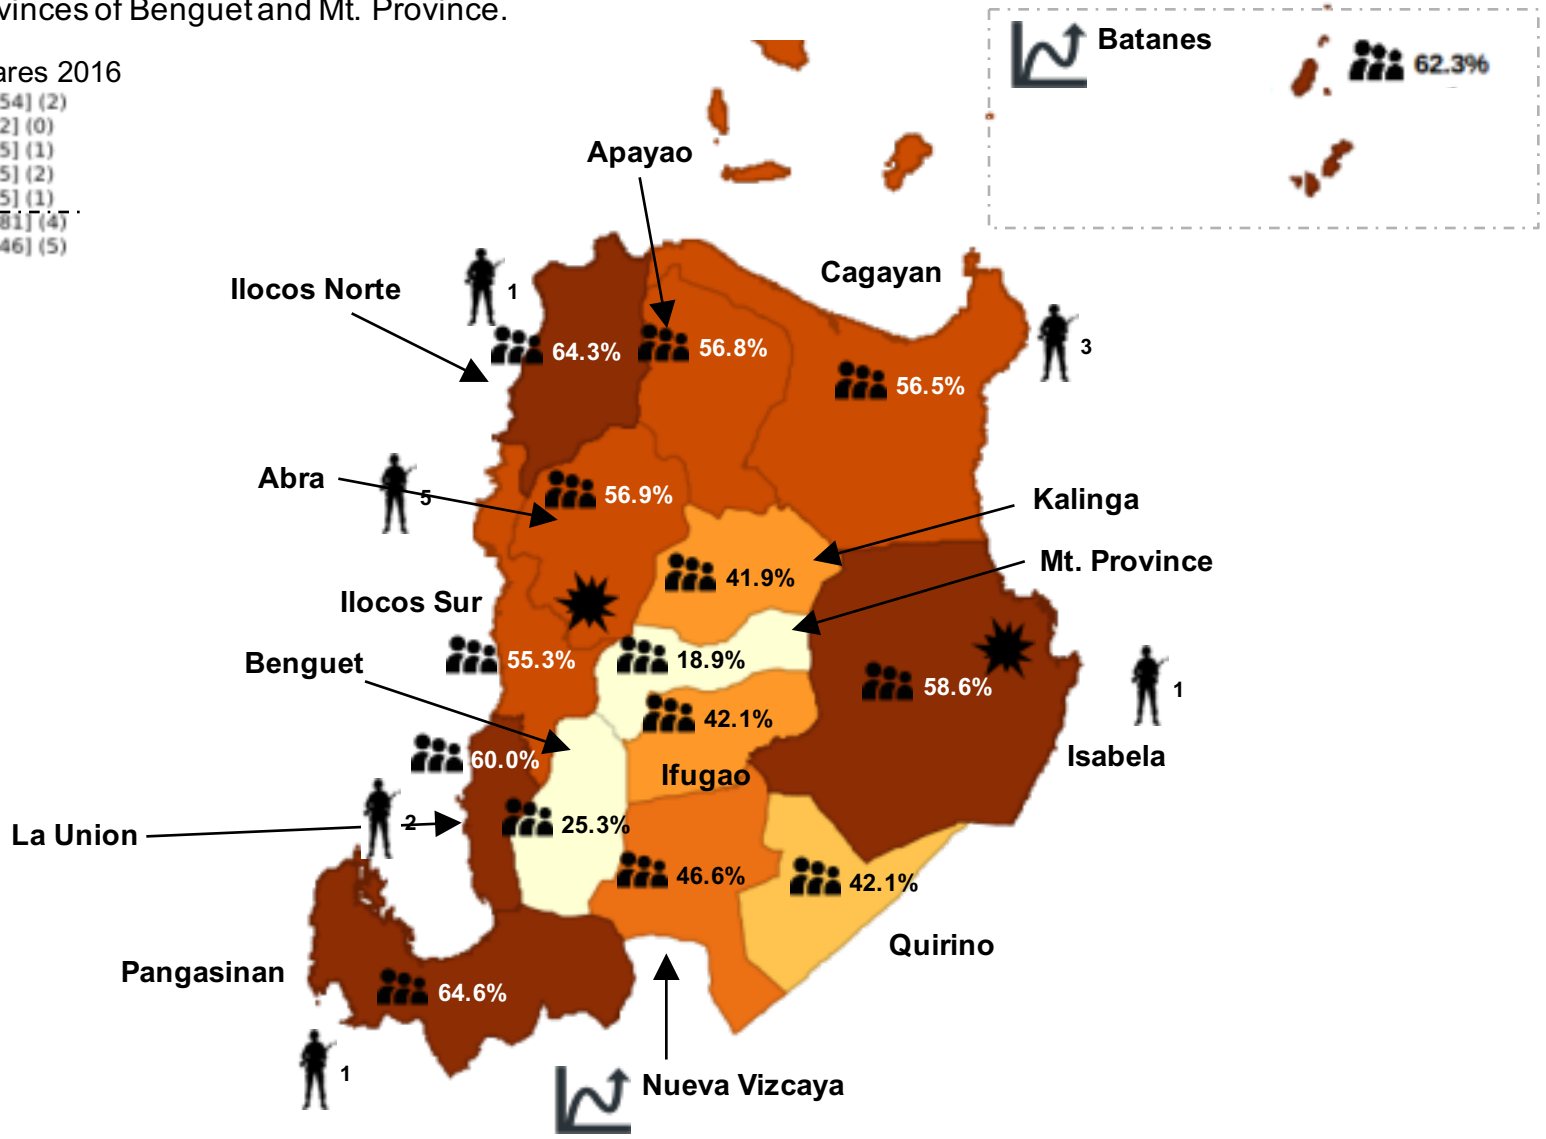 vinces of Benguet and Mt. Province.
ares 2016
54] (2)
2] (0)
5] (1)
5] (2)
5] (1)
81] (4)
46] (5)
Batanes
62.3%
Apayao
Cagayan
Ilocos Norte
1
64.3%
56.8%
3
56.5%
Abra
5
56.9%
Kalinga
Mt. Province
41.9%
Ilocos Sur
Benguet
55.3%
18.9%
58.6%
1
42.1%
60.0%
Ifugao
Isabela
La Union
2
25.3%
46.6%
42.1%
Quirino
Pangasinan
64.6%
1
Nueva Vizcaya